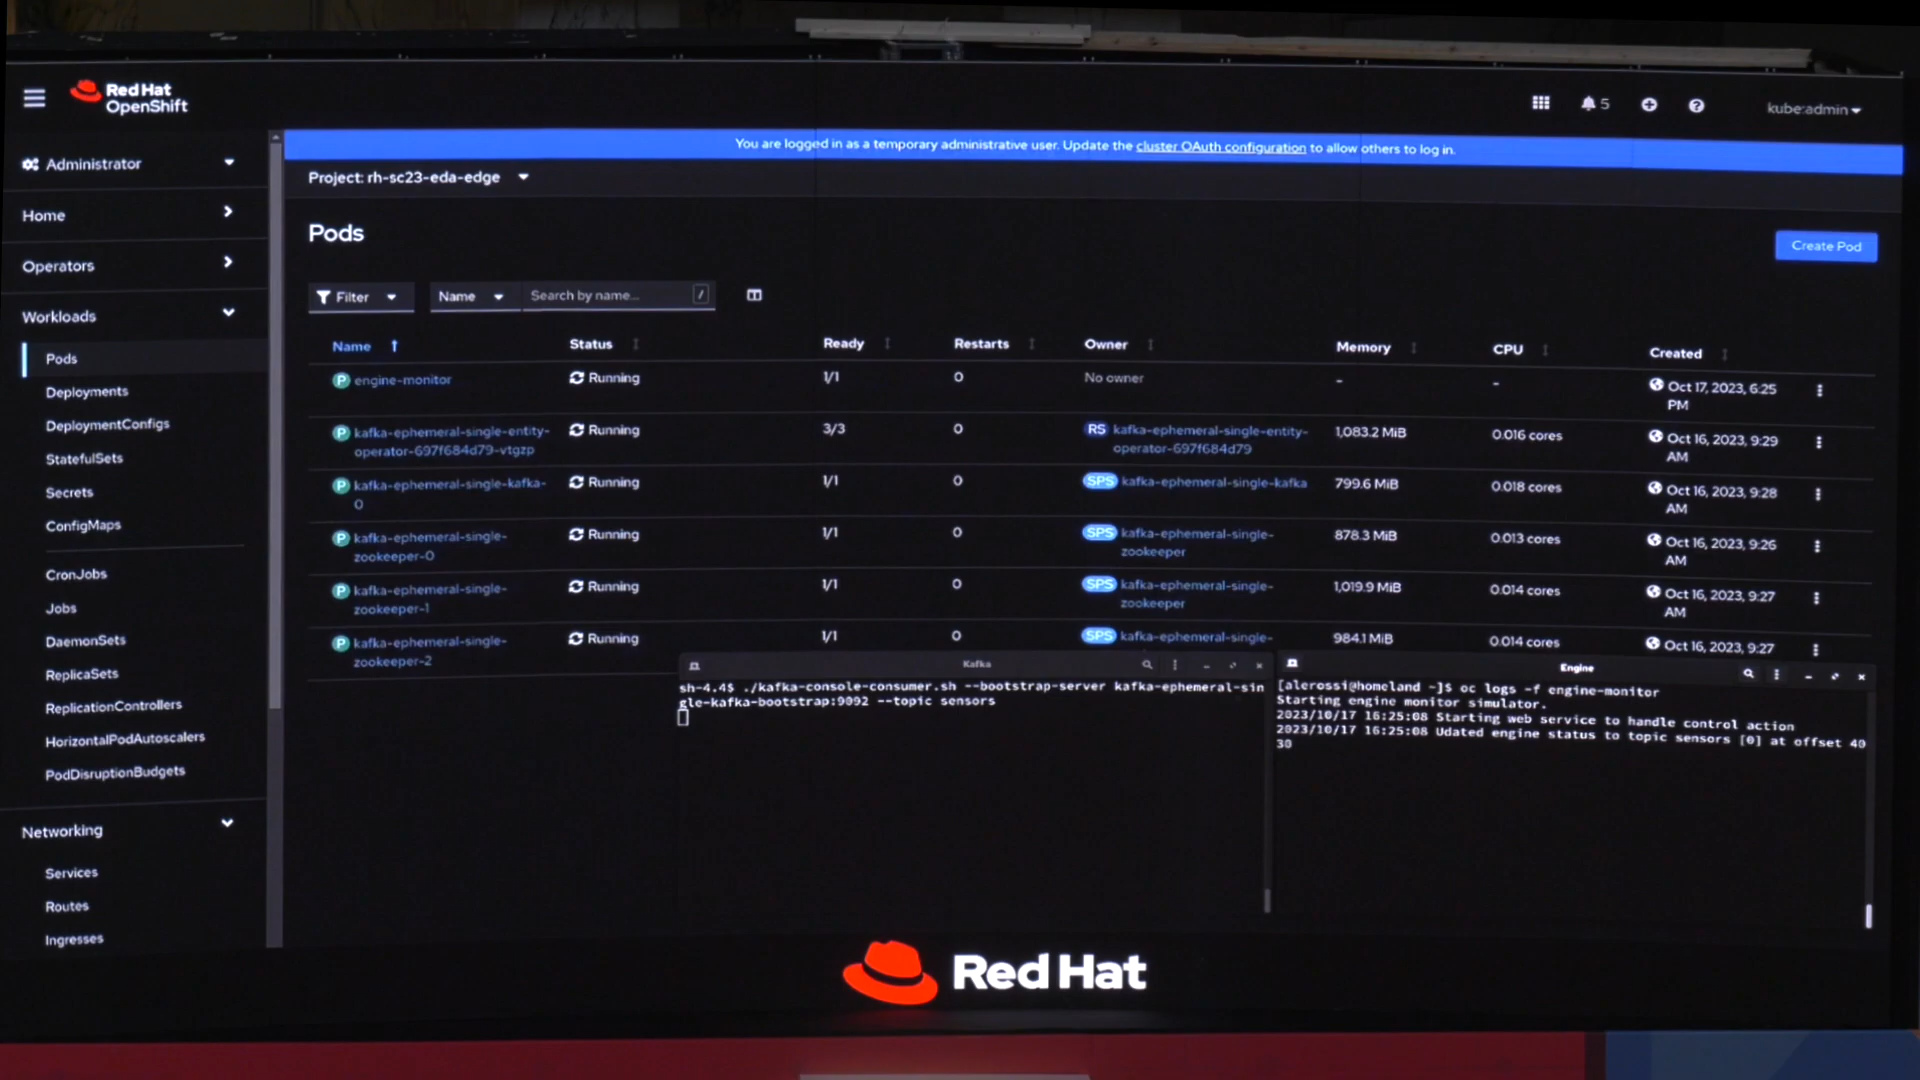 Red Hat
OpenShift
5
kube:admin
Administrator
Home
Operators
Workloads
Pods
Deployments
DeploymentConfigs
StatefulSets
Secrets
ConfigMaps
CronJobs
Jobs
DaemonSets
ReplicaSets
ReplicationControllers
HorizontalPodAutoscalers
PodDisruptionBudgets
Networking
Services
Routes
Ingresses
You are logged in as a temporary administrative user. Update the cluster OAuth configuration to allow others to log in.
Project: rh-sc23-eda-edge
Pods
Create Pod
Filter Name Search by name... /
Name Status Ready Restarts Owner Memory CPU Created
P engine-monitor Running 1/1 0 No owner - - Oct 17, 2023, 6:25
PM
P kafka-ephemeral-single-entity- Running 3/3 0 RS kafka-ephemeral-single-entity- 1,083.2 MiB 0.016 cores Oct 16, 2023, 9:29
operator-697f684d79-vtgzp operator-697f684d79 AM
P kafka-ephemeral-single-kafka- Running 1/1 0 SPS kafka-ephemeral-single-kafka 799.6 MiB 0.018 cores Oct 16, 2023, 9:28
0 AM
P kafka-ephemeral-single- Running 1/1 0 SPS kafka-ephemeral-single- 878.3 MiB 0.013 cores Oct 16, 2023, 9:26
zookeeper-0 zookeeper AM
P kafka-ephemeral-single- Running 1/1 0 SPS kafka-ephemeral-single- 1,019.9 MiB 0.014 cores Oct 16, 2023, 9:27
zookeeper-1 zookeeper AM
P kafka-ephemeral-single- Running 1/1 0 SPS kafka-ephemeral-single- 984.1 MiB 0.014 cores Oct 16, 2023, 9:27
zookeeper-2
Kafka
sh-4.4$ ./kafka-console-consumer.sh --bootstrap-server kafka-ephemeral-sin
gle-kafka-bootstrap:9092 --topic sensors
Engine
[alerossi@homeland ~]$ oc logs -f engine-monitor
Starting engine monitor simulator.
2023/10/17 16:25:08 Starting web service to handle control action
2023/10/17 16:25:08 Udated engine status to topic sensors [0] at offset 40
30
Red Hat